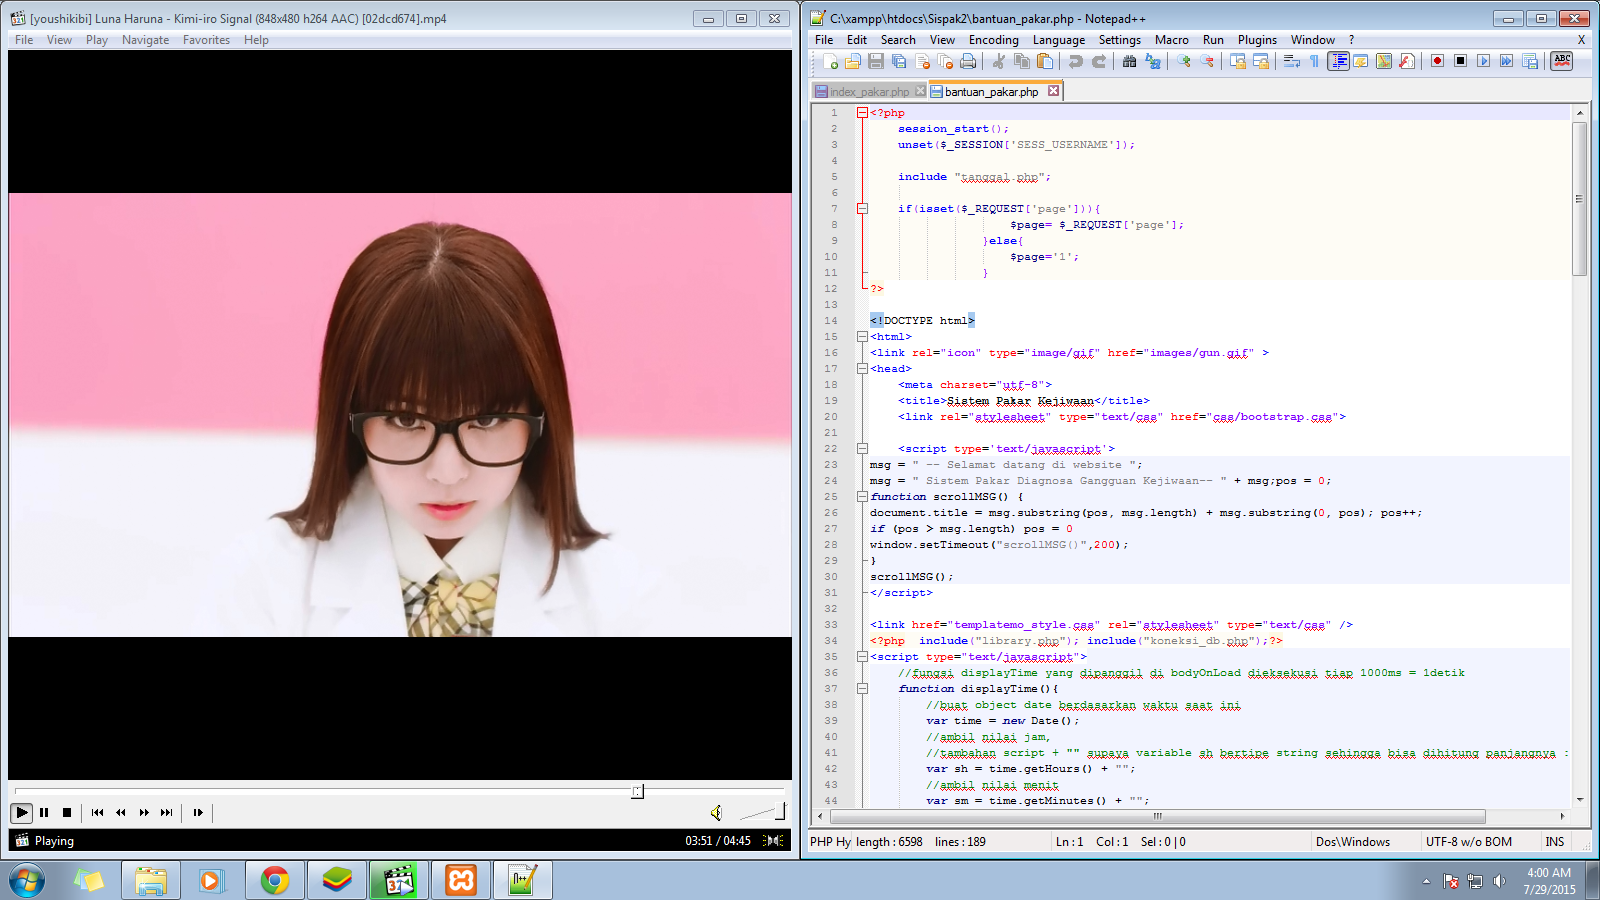 [youshikibi] Luna Haruna - Kimi-iro Signal (848x480 h264 AAC) [02dcd674].mp4
File View Play Navigate Favorites Help
Playing
03:51 / 04:45
C:\xampp\htdocs\Sispak2\bantuan_pakar.php - Notepad++
File Edit Search View Encoding Language Settings Macro Run Plugins Window ? X
ABC
index_pakar.php
bantuan_pakar.php
1 <?php
2 session_start();
3 unset($_SESSION['SESS_USERNAME']);
4
5 include "tanggal.php";
6
7 if(isset($_REQUEST['page'])){
8 $page= $_REQUEST['page'];
9 }else{
10 $page='1';
11 }
12 ?>
13
14 <!DOCTYPE html>
15 <html>
16 <link rel="icon" type="image/gif" href="images/gun.gif" >
17 <head>
18 <meta charset="utf-8">
19 <title>Sistem Pakar Kejiwaan</title>
20 <link rel="stylesheet" type="text/css" href="css/bootstrap.css">
21
22 <script type='text/javascript'>
23 msg = " -- Selamat datang di website ";
24 msg = " Sistem Pakar Diagnosa Gangguan Kejiwaan-- " + msg;pos = 0;
25 function scrollMSG() {
26 document.title = msg.substring(pos, msg.length) + msg.substring(0, pos); pos++;
27 if (pos > msg.length) pos = 0
28 window.setTimeout("scrollMSG()",200);
29 }
30 scrollMSG();
31 </script>
32
33 <link href="templatemo_style.css" rel="stylesheet" type="text/css" />
34 <?php  include("library.php"); include("koneksi_db.php");?>
35 <script type="text/javascript">
36 //fungsi displayTime yang dipanggil di bodyOnLoad dieksekusi tiap 1000ms = 1detik
37 function displayTime(){
38 //buat object date berdasarkan waktu saat ini
39 var time = new Date();
40 //ambil nilai jam,
41 //tambahan script + "" supaya variable sh bertipe string sehingga bisa dihitung panjangnya :
42 var sh = time.getHours() + "";
43 //ambil nilai menit
44 var sm = time.getMinutes() + "";
PHP Hy length : 6598 lines : 189 Ln : 1 Col : 1 Sel : 0 | 0 Dos\Windows UTF-8 w/o BOM INS
4:00 AM
7/29/2015